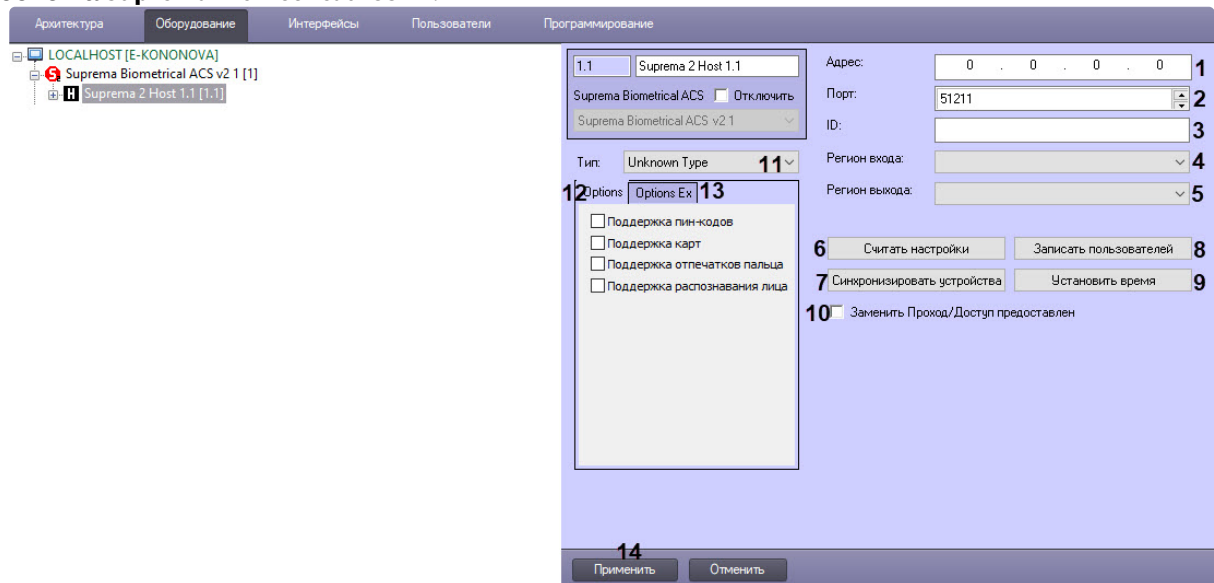 Архитектура Оборудование Интерфейсы Пользователи Программирование
LOCALHOST [E-KONONOVA]
Suprema Biometrical ACS v2 1 [1]
Suprema 2 Host 1.1 [1.1]
1.1 Suprema 2 Host 1.1
Suprema Biometrical ACS Отключить
Suprema Biometrical ACS v2 1
Тип: Unknown Type 11
12 Options Options Ex 13
Поддержка пин-кодов
Поддержка карт
Поддержка отпечатков пальца
Поддержка распознавания лица
Адрес: 0 . 0 . 0 . 0 1
Порт: 51211 2
ID: 3
Регион входа: 4
Регион выхода: 5
6 Считать настройки Записать пользователей 8
7 Синхронизировать устройства Установить время 9
10 Заменить Проход/Доступ предоставлен
14
Применить Отменить